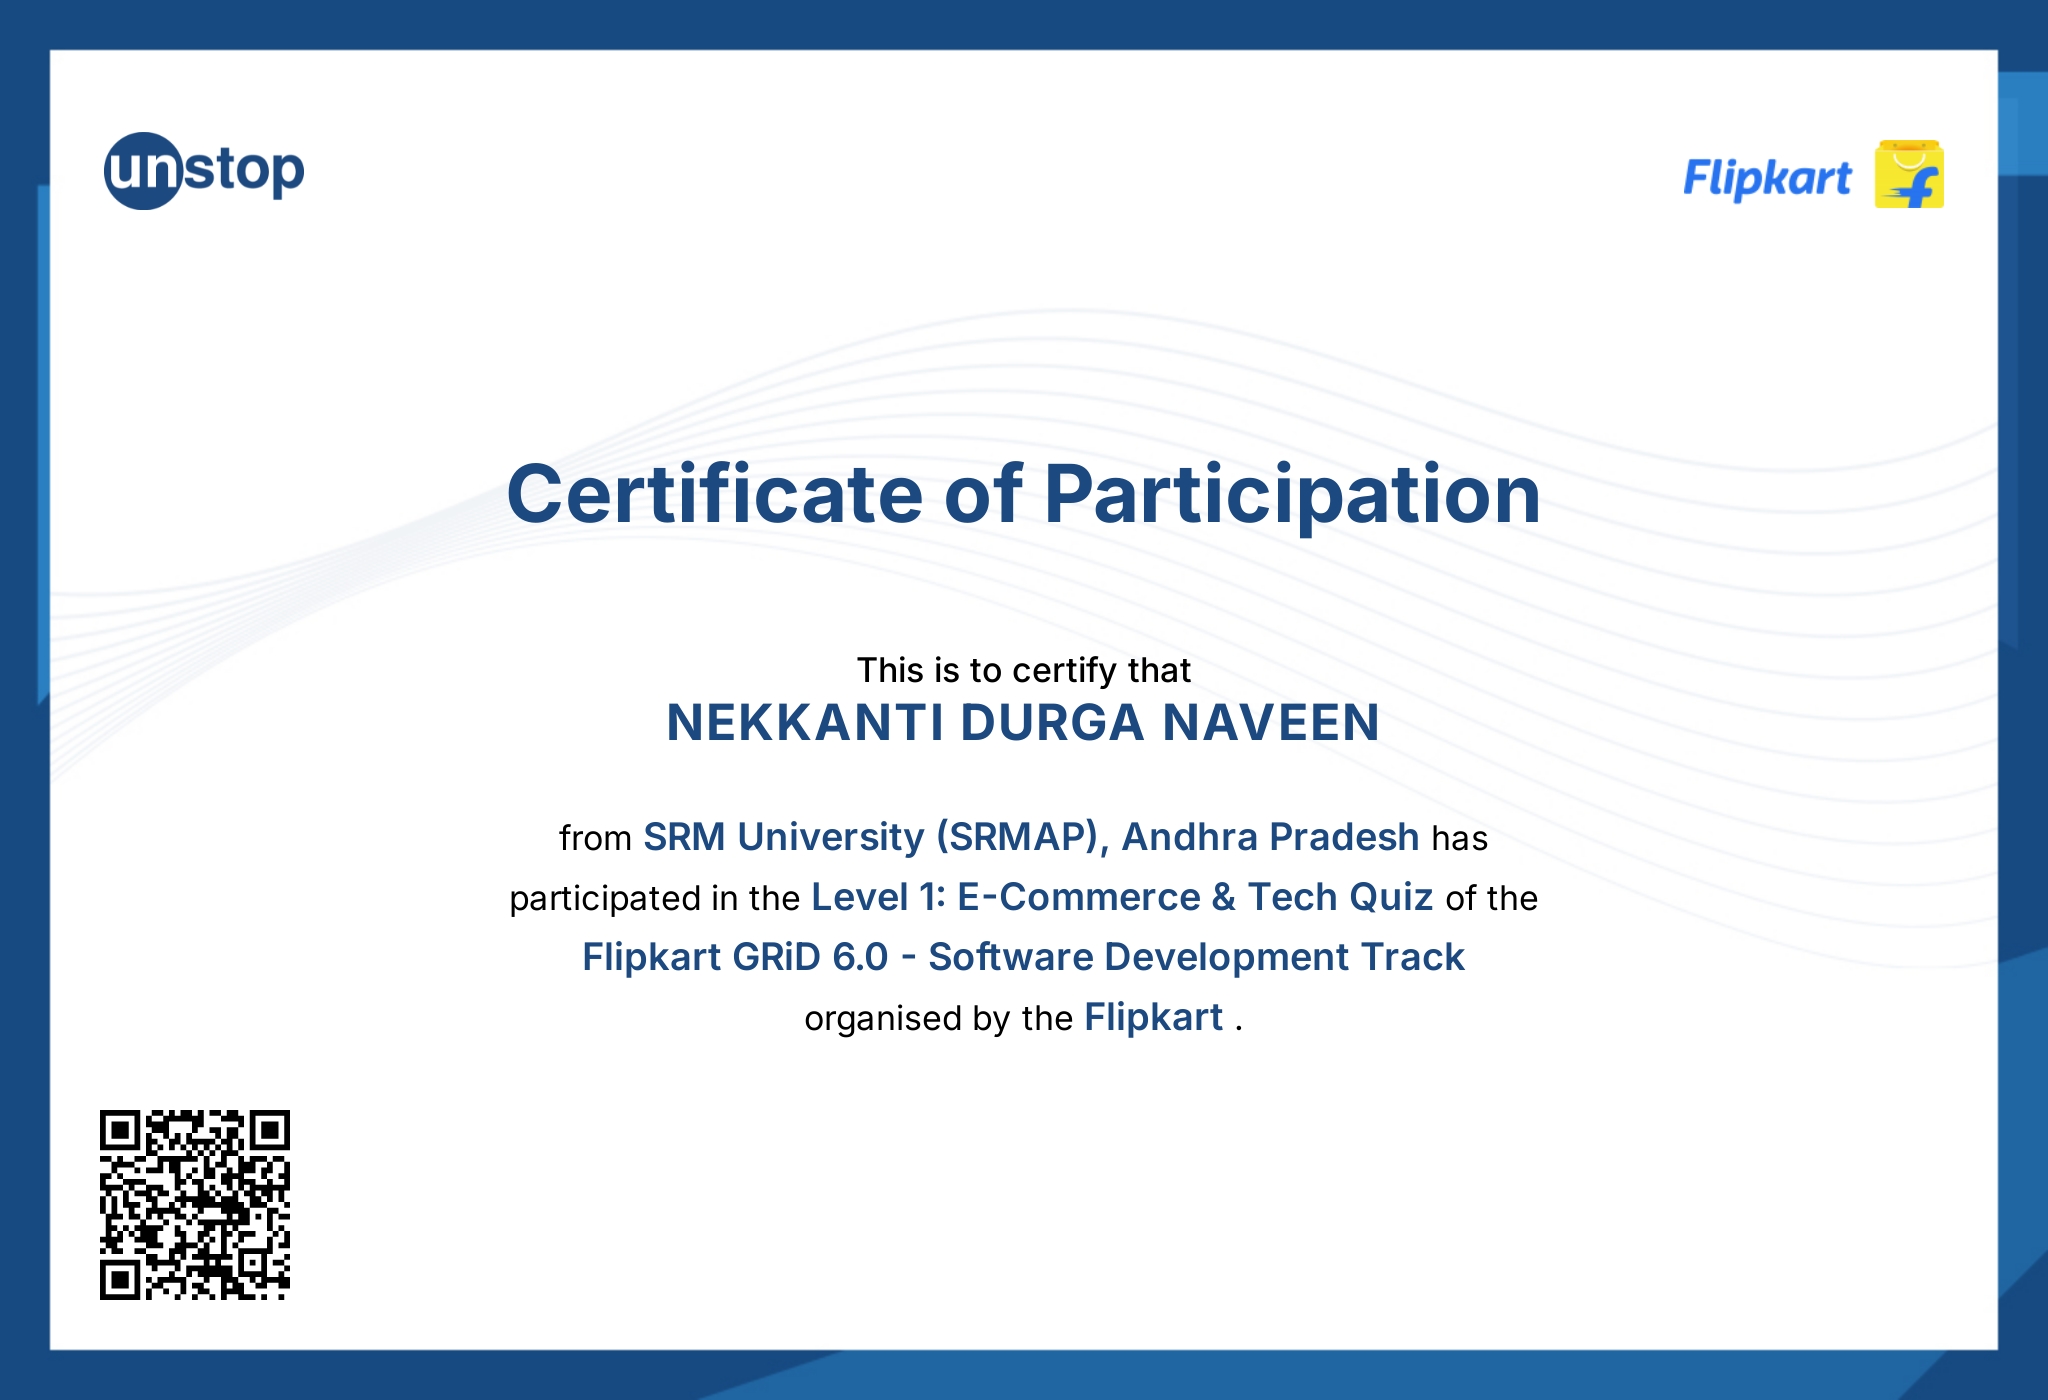 unstop
Flipkart
Certificate of Participation
This is to certify that
NEKKANTI DURGA NAVEEN
from SRM University (SRMAP), Andhra Pradesh has
participated in the Level 1: E-Commerce & Tech Quiz of the
Flipkart GRiD 6.0 - Software Development Track
organised by the Flipkart .